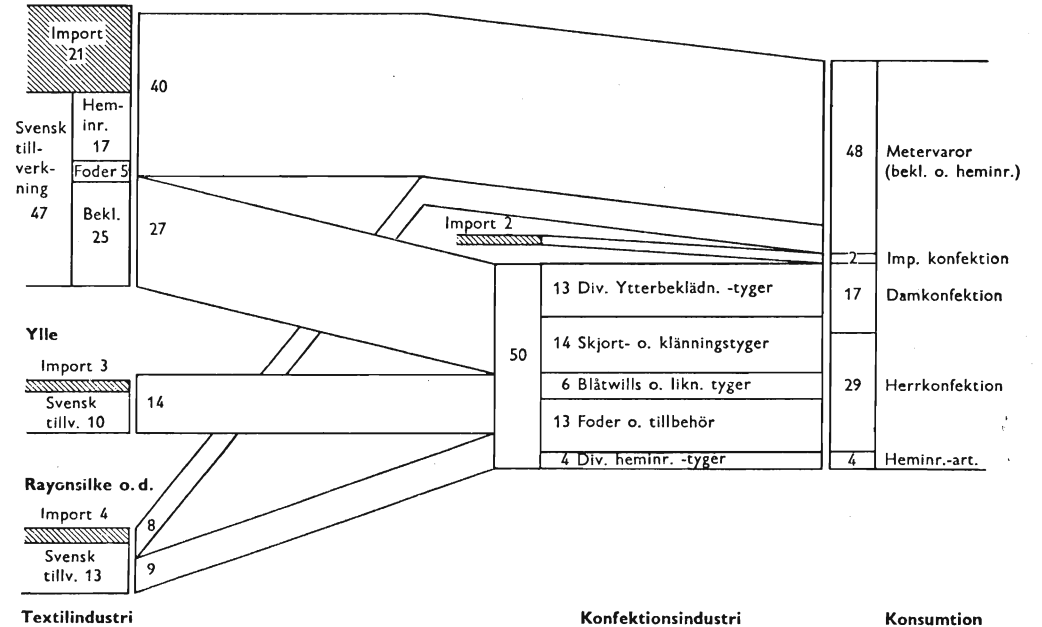 Import
21
Hem-
inr.
17
Foder 5
Bekl.
25
Svensk
till-
verk-
ning
47
40
27
Ylle
Import 3
Svensk
tillv. 10
14
Rayonsilke o. d.
Import 4
Svensk
tillv. 13
8
9
Import 2
50
13 Div. Ytterbeklädn. -tyger
14 Skjort- o. klänningstyger
6 Blåtwills o. likn. tyger
13 Foder o. tillbehör
4 Div. heminr. -tyger
48 Metervaror
(bekl. o. heminr.)
2 Imp. konfektion
17 Damkonfektion
29 Herrkonfektion
4 Heminr.-art.
Textilindustri
Konfektionsindustri
Konsumtion